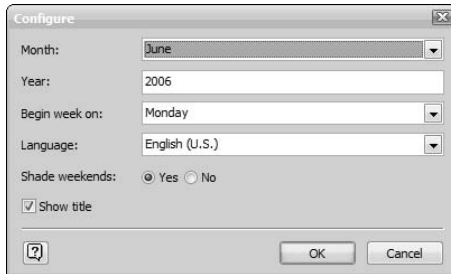 Configure
Month: June
Year: 2006
Begin week on: Monday
Language: English (U.S.)
Shade weekends: Yes No
Show title
? OK Cancel